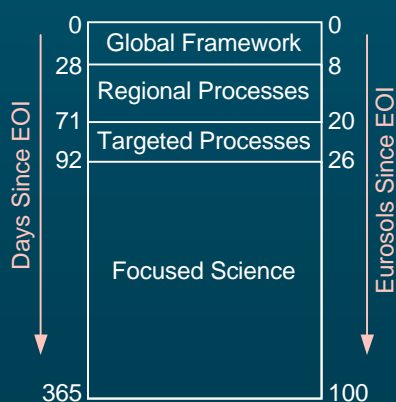 0
0
Global Framework
28
8
Regional Processes
71
20
Targeted Processes
92
26
Days Since EOI
Eurosols Since EOI
Focused Science
365
100